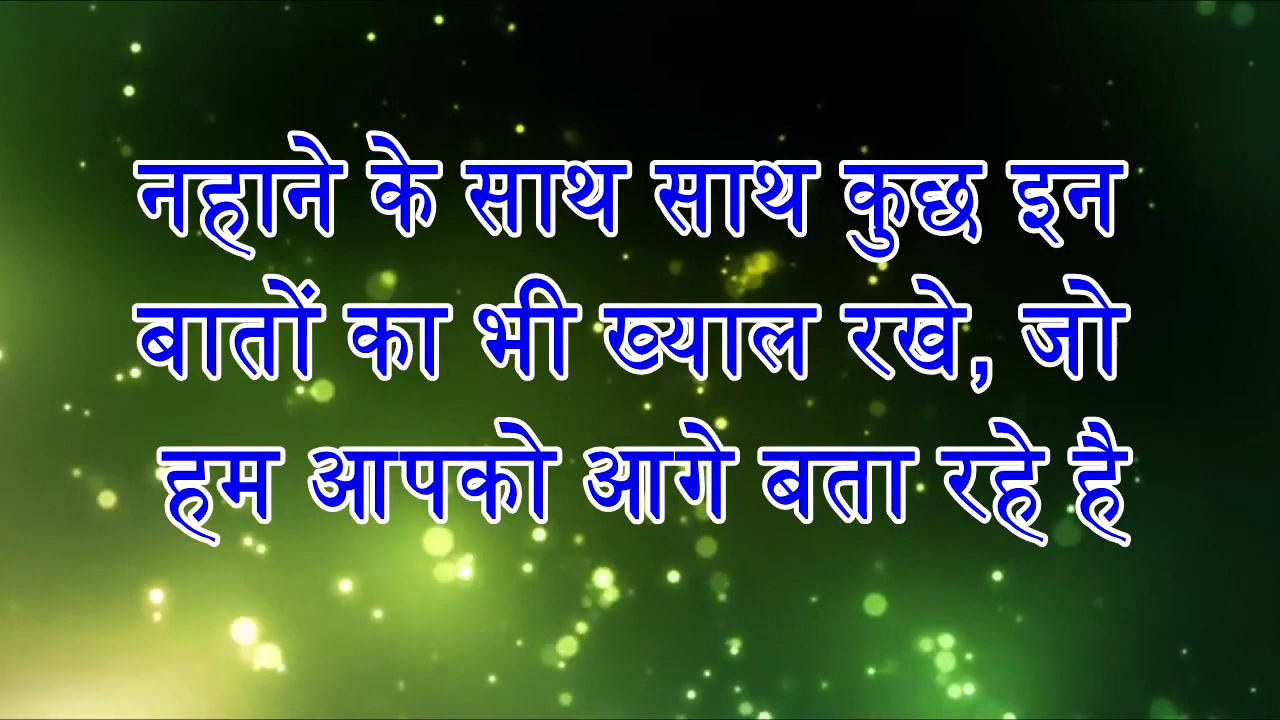 नहाने के साथ साथ कुछ इन
बातों का भी ख्याल रखे, जो
हम आपको आगे बता रहे है